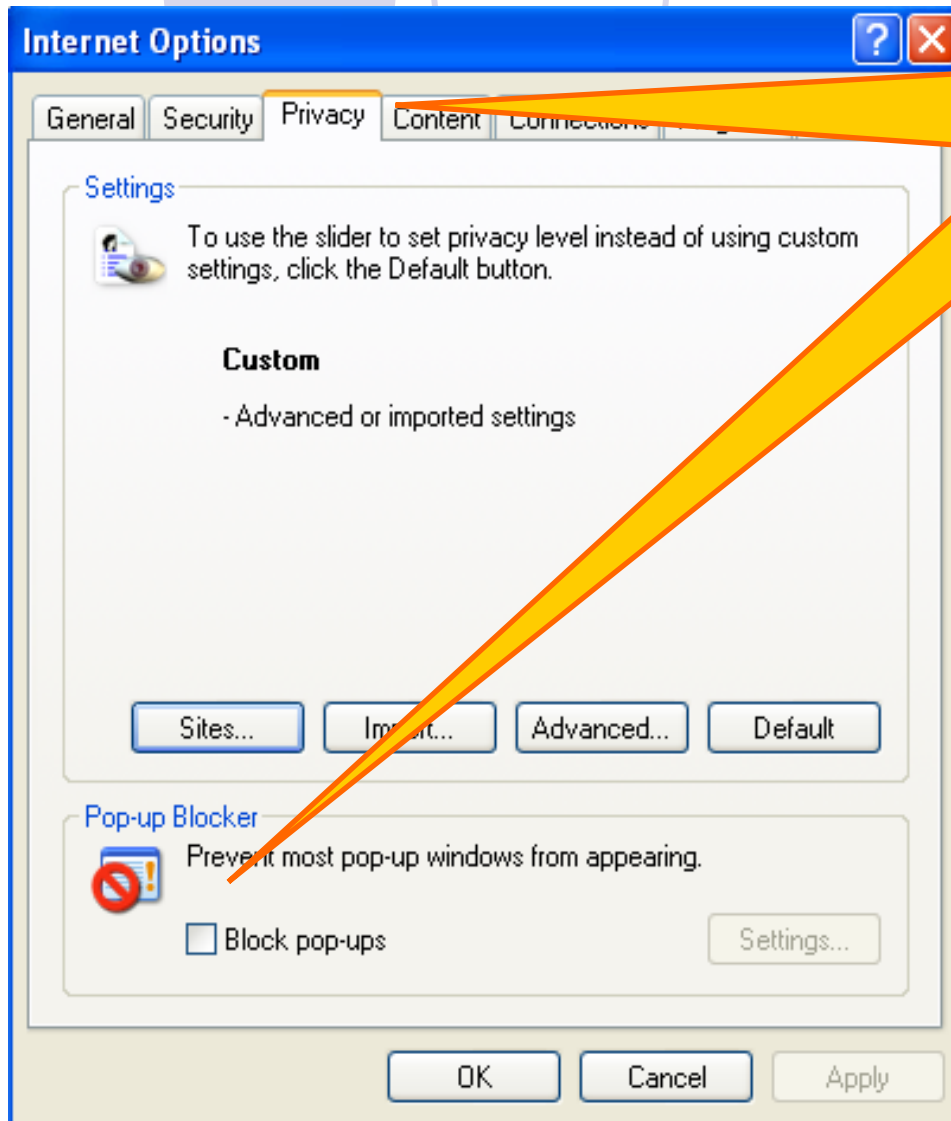 Internet Options
General Security Privacy Content
Settings
To use the slider to set privacy level instead of using custom
settings, click the Default button.
Custom
- Advanced or imported settings
Sites... Advanced... Default
Pop-up Blocker
Prevent most pop-up windows from appearing.
Block pop-ups Settings...
OK Cancel Apply